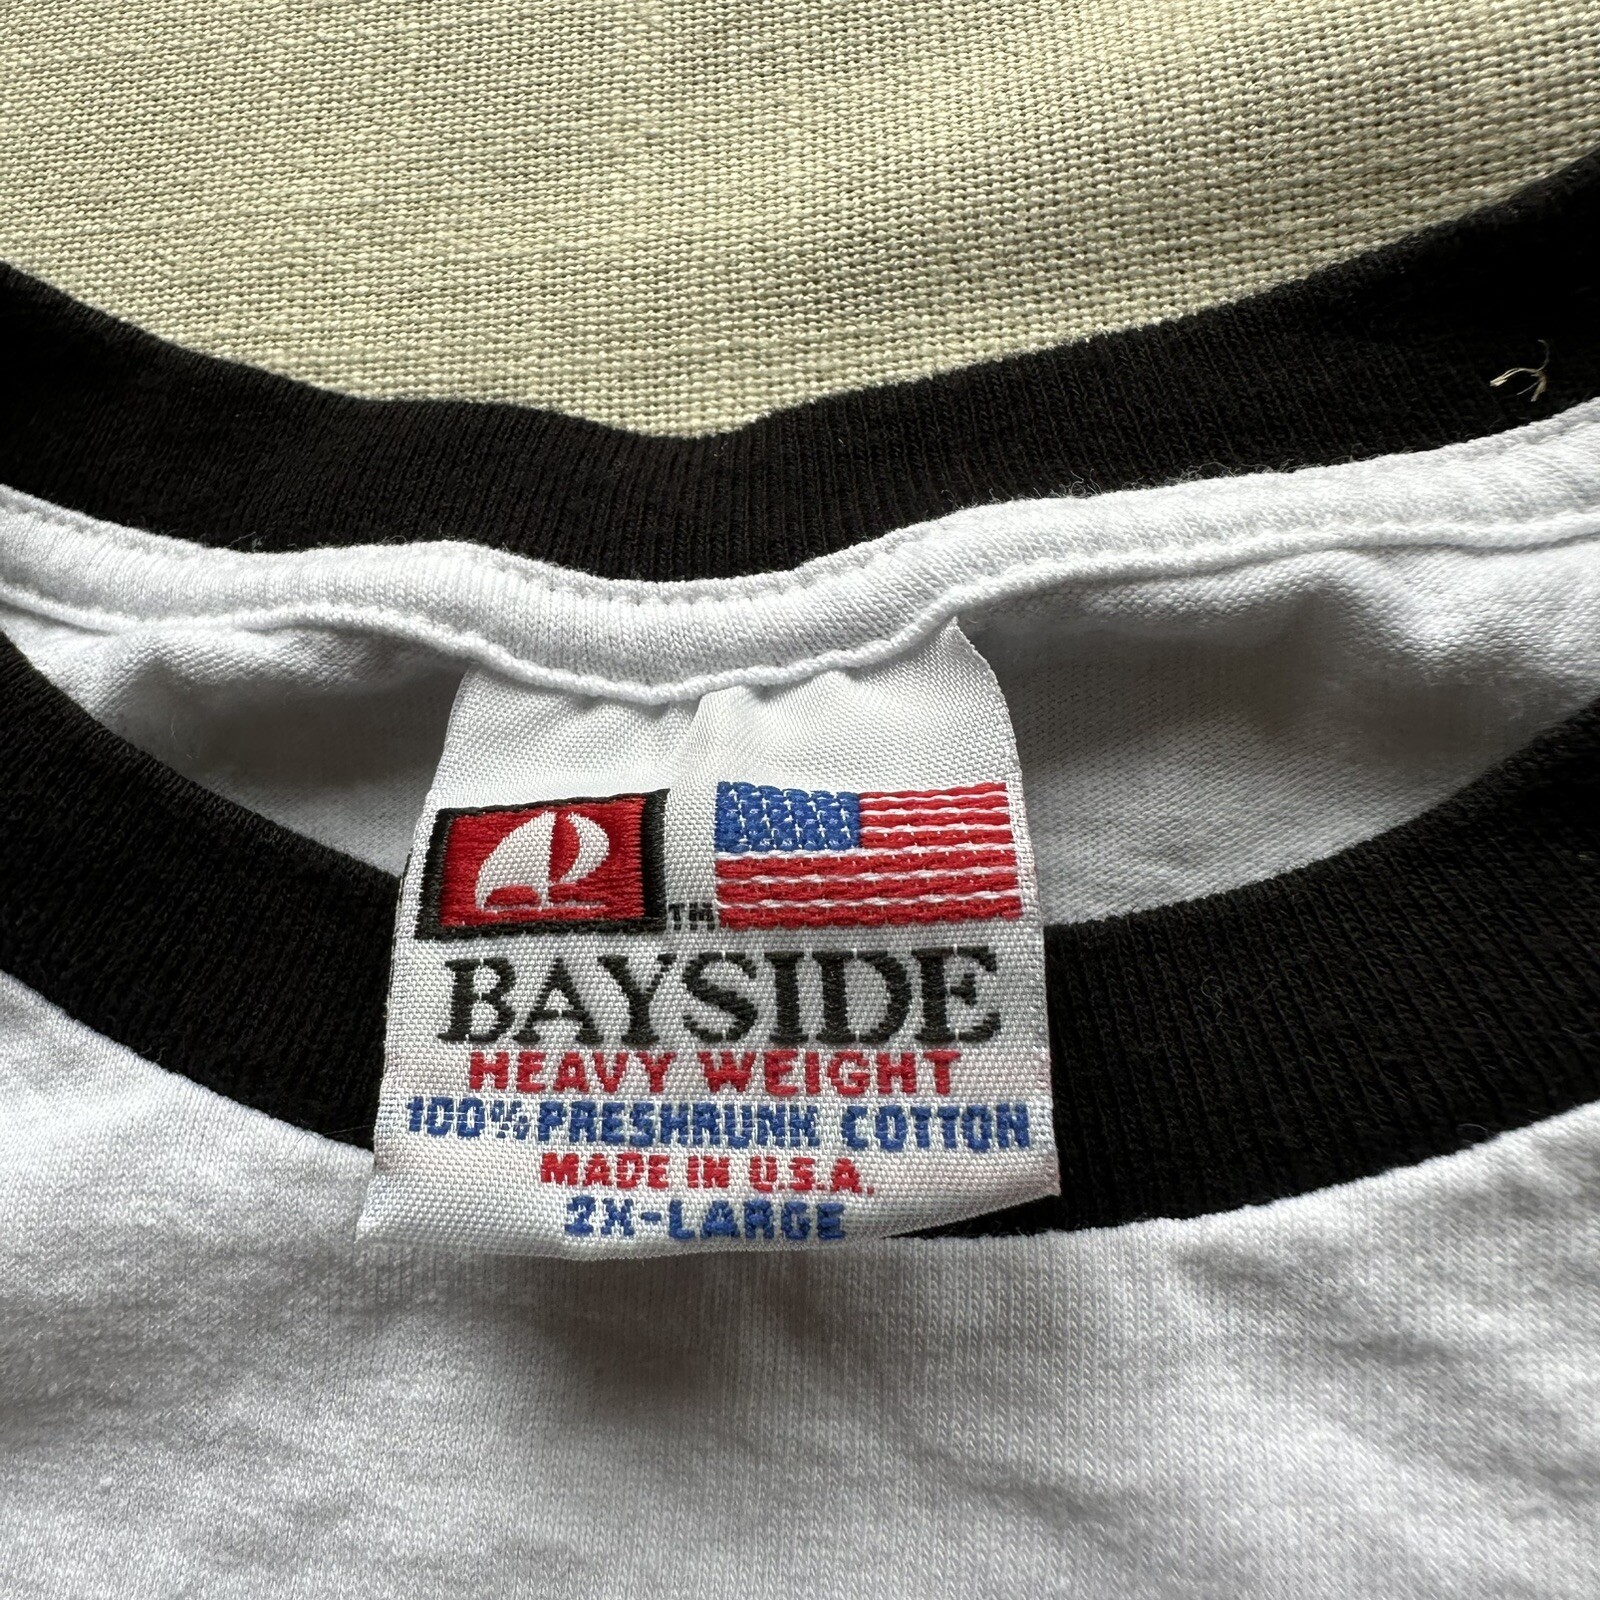 TM
BAYSIDE
HEAVY WEIGHT
100% PRESHRUNK COTTON
MADE IN U.S.A.
2X-LARGE